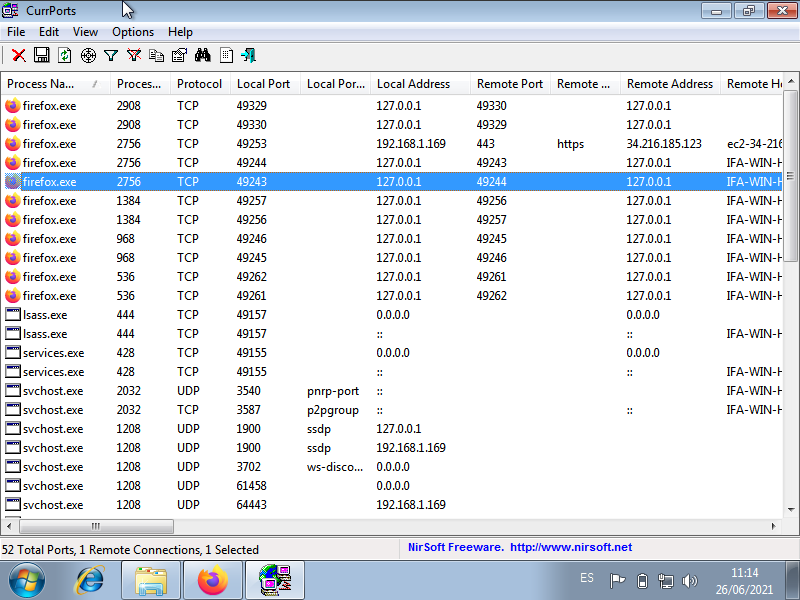 CurrPorts
File Edit View Options Help
Process Na... Proces... Protocol Local Port Local Por... Local Address Remote Port Remote ... Remote Address Remote H
firefox.exe 2908 TCP 49329 127.0.0.1 49330 127.0.0.1
firefox.exe 2908 TCP 49330 127.0.0.1 49329 127.0.0.1
firefox.exe 2756 TCP 49253 192.168.1.169 443 https 34.216.185.123 ec2-34-216
firefox.exe 2756 TCP 49244 127.0.0.1 49243 127.0.0.1 IFA-WIN-H
firefox.exe 2756 TCP 49243 127.0.0.1 49244 127.0.0.1 IFA-WIN-H
firefox.exe 1384 TCP 49257 127.0.0.1 49256 127.0.0.1 IFA-WIN-H
firefox.exe 1384 TCP 49256 127.0.0.1 49257 127.0.0.1 IFA-WIN-H
firefox.exe 968 TCP 49246 127.0.0.1 49245 127.0.0.1 IFA-WIN-H
firefox.exe 968 TCP 49245 127.0.0.1 49246 127.0.0.1 IFA-WIN-H
firefox.exe 536 TCP 49262 127.0.0.1 49261 127.0.0.1 IFA-WIN-H
firefox.exe 536 TCP 49261 127.0.0.1 49262 127.0.0.1 IFA-WIN-H
lsass.exe 444 TCP 49157 0.0.0.0 0.0.0.0
lsass.exe 444 TCP 49157 :: :: IFA-WIN-H
services.exe 428 TCP 49155 0.0.0.0 0.0.0.0
services.exe 428 TCP 49155 :: :: IFA-WIN-H
svchost.exe 2032 UDP 3540 pnrp-port :: IFA-WIN-H
svchost.exe 2032 TCP 3587 p2pgroup :: :: IFA-WIN-H
svchost.exe 1208 UDP 1900 ssdp 127.0.0.1
svchost.exe 1208 UDP 1900 ssdp 192.168.1.169
svchost.exe 1208 UDP 3702 ws-disco... 0.0.0.0
svchost.exe 1208 UDP 61458 0.0.0.0
svchost.exe 1208 UDP 64443 192.168.1.169
52 Total Ports, 1 Remote Connections, 1 Selected NirSoft Freeware. http://www.nirsoft.net
ES 11:14
26/06/2021